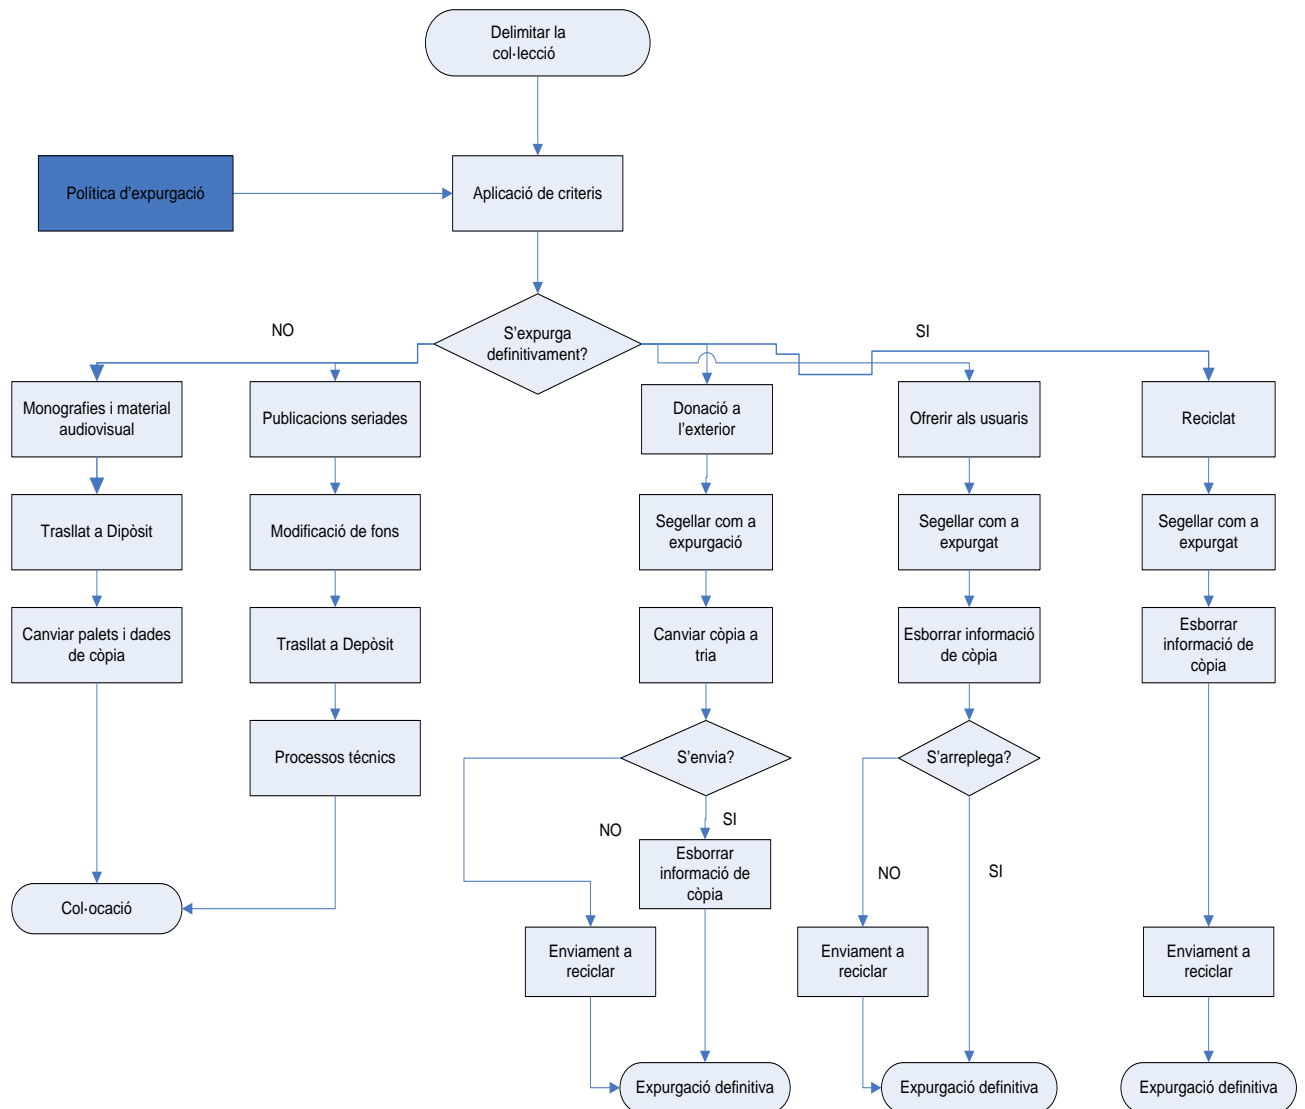 Delimitar la
col·lecció
Política d'expurgació
Aplicació de criteris
S'expurga
definitivament?
NO
SI
Monografies i material
audiovisual
Publicacions seriades
Donació a
l'exterior
Ofrerir als usuaris
Reciclat
Trasllat a Dipòsit
Modificació de fons
Segellar com a
expurgació
Segellar com a
expurgat
Segellar com a
expurgat
Canviar palets i dades
de còpia
Trasllat a Depòsit
Canviar còpia a
tria
Esborrar informació
de còpia
Esborrar
informació de
còpia
Processos técnics
S'envia?
S'arreplega?
NO
SI
Esborrar
informació de
còpia
NO
SI
Col·ocació
Enviament a
reciclar
Enviament a
reciclar
Enviament a
reciclar
Expurgació definitiva
Expurgació definitiva
Expurgació definitiva